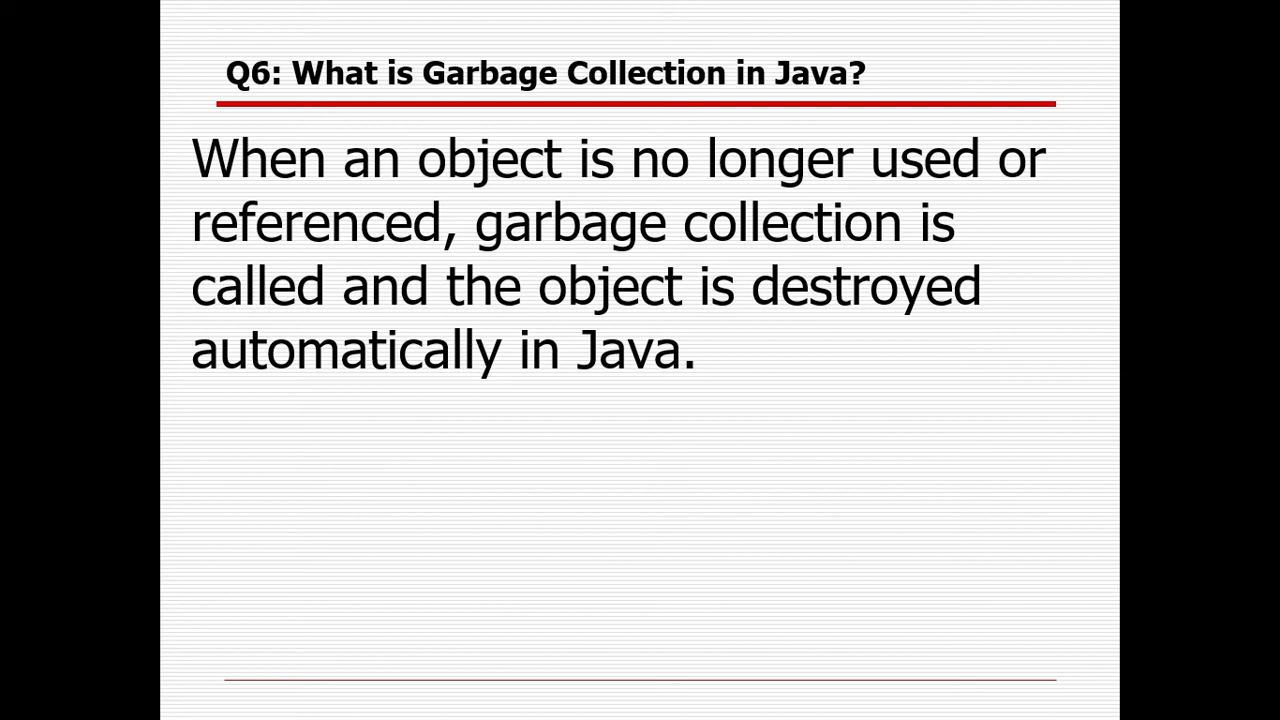 Q6: What is Garbage Collection in Java?
When an object is no longer used or
referenced, garbage collection is
called and the object is destroyed
automatically in Java.